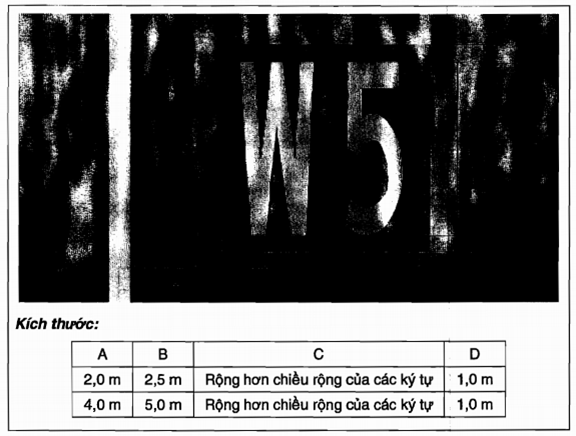 W 5
Kích thước:
A B C D
2,0 m 2,5 m Rộng hơn chiều rộng của các ký tự 1,0 m
4,0 m 5,0 m Rộng hơn chiều rộng của các ký tự 1,0 m